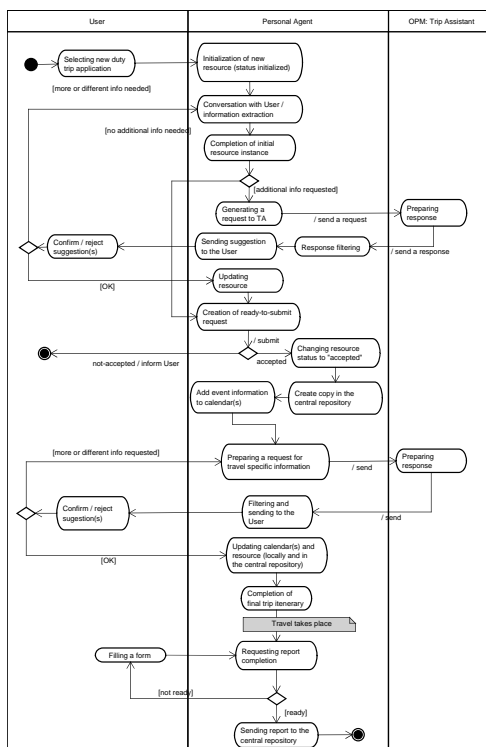 User
Personal Agent
OPM: Trip Assistant
Selecting new duty
trip application
Initialization of new
resource (status initialized)
[more or different info needed]
Conversation with User /
information extraction
[no additional info needed]
Completion of initial
resource instance
[additional info requested]
Generating a
request to TA
/ send a request
Preparing
response
Confirm / reject
suggestion(s)
Sending suggestion
to the User
Response filtering
/ send a response
[OK]
Updating
resource
Creation of ready-to-submit
request
/ submit
accepted
Changing resource
status to "accepted"
not-accepted / inform User
Add event information
to calendar(s)
Create copy in the
central repository
[more or different info requested]
Preparing a request for
travel specific information
/ send
Preparing
response
Confirm / reject
sugestion(s)
Filtering and
sending to the
User
/ send
[OK]
Updating calendar(s) and
resource (locally and in
the central repository)
Completion of
final trip itenerary
Travel takes place
Filling a form
Requesting report
completion
[not ready]
[ready]
Sending report to the
central repository